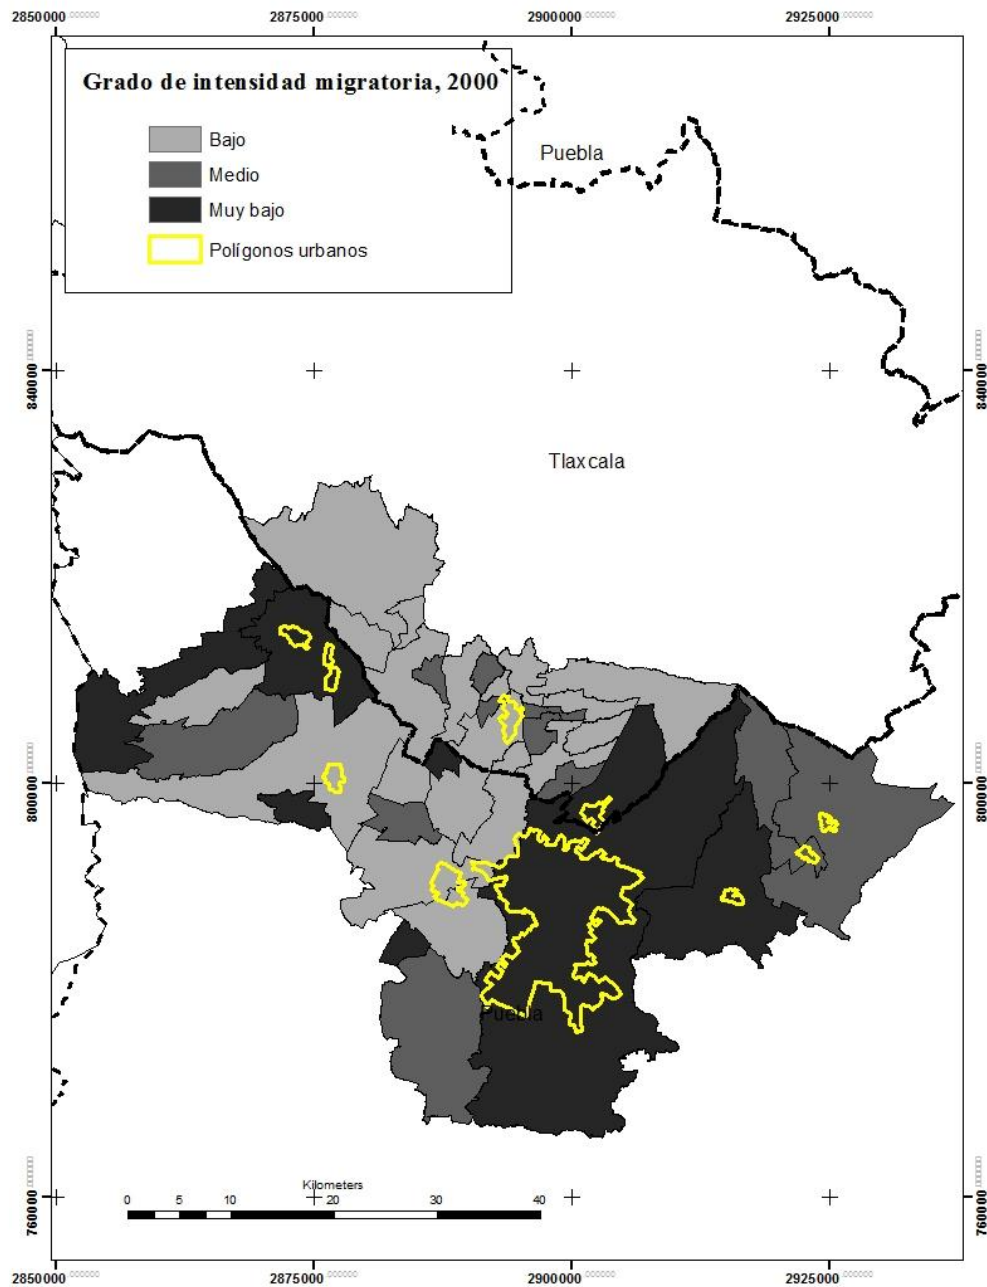 2850000 2875000 2900000 2925000
Grado de intensidad migratoria, 2000
Bajo
Medio
Muy bajo
Polígonos urbanos
Puebla
840000 840000
Tlaxcala
800000 800000
Puebla
Kilometers
0 5 10 20 30 40
760000 760000
2850000 2875000 2900000 2925000